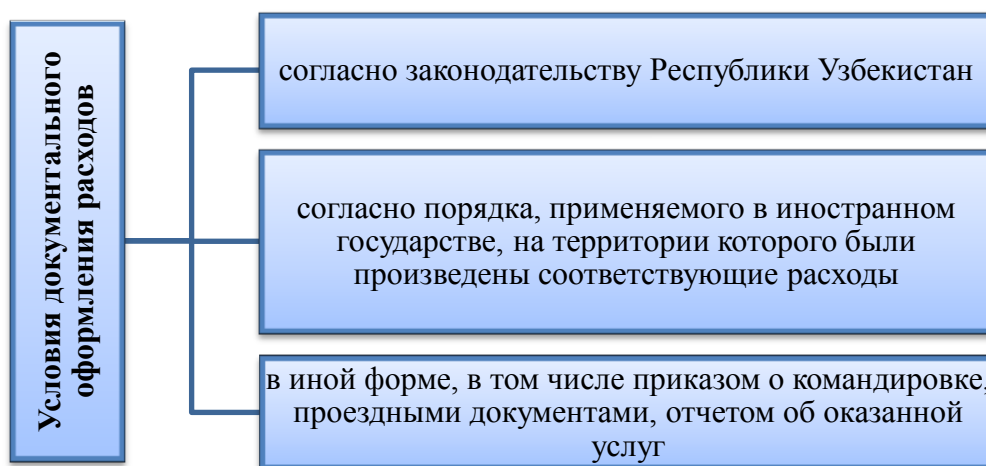 Условия документального
оформления расходов
согласно законодательству Республики Узбекистан
согласно порядка, применяемого в иностранном
государстве, на территории которого были
произведены соответствующие расходы
в иной форме, в том числе приказом о командировке,
проездными документами, отчетом об оказанной
услуг